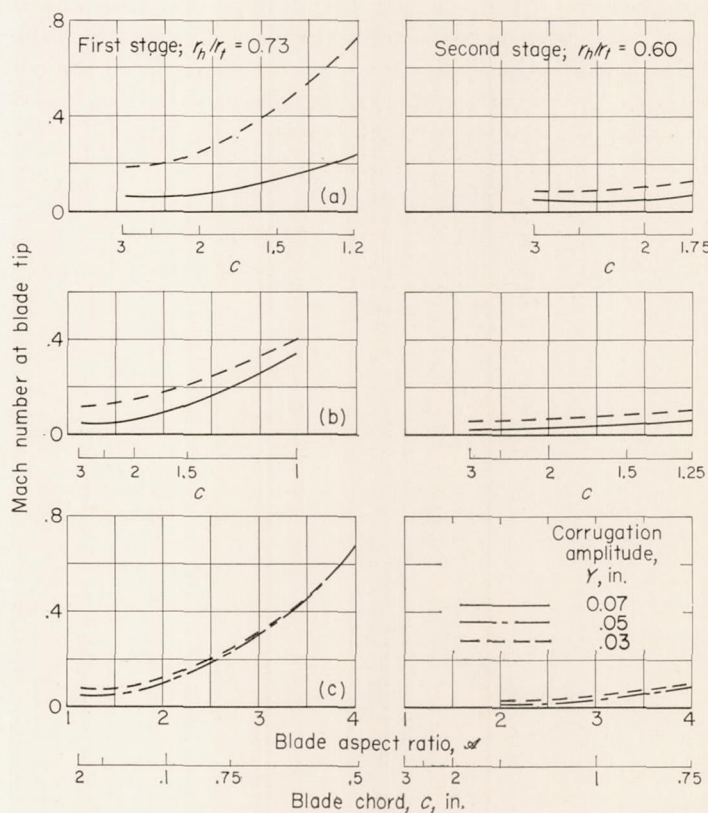 .8
First stage; r_h/r_t = 0.73
Second stage; r_h/r_t = 0.60
.4
0
(a)
3 2 1.5 1.2
c
3 2 1.75
c
Mach number at blade tip
.4
.0
(b)
3 2 1.5 1
c
3 2 1.5 1.25
c
.8
Corrugation
amplitude,
Y, in.
0.07
.05
.03
.4
0
(c)
1 2 3 4
1 2 3 4
Blade aspect ratio, 𝒜
2 .1 .75 .5
3 2 1 .75
Blade chord, c, in.